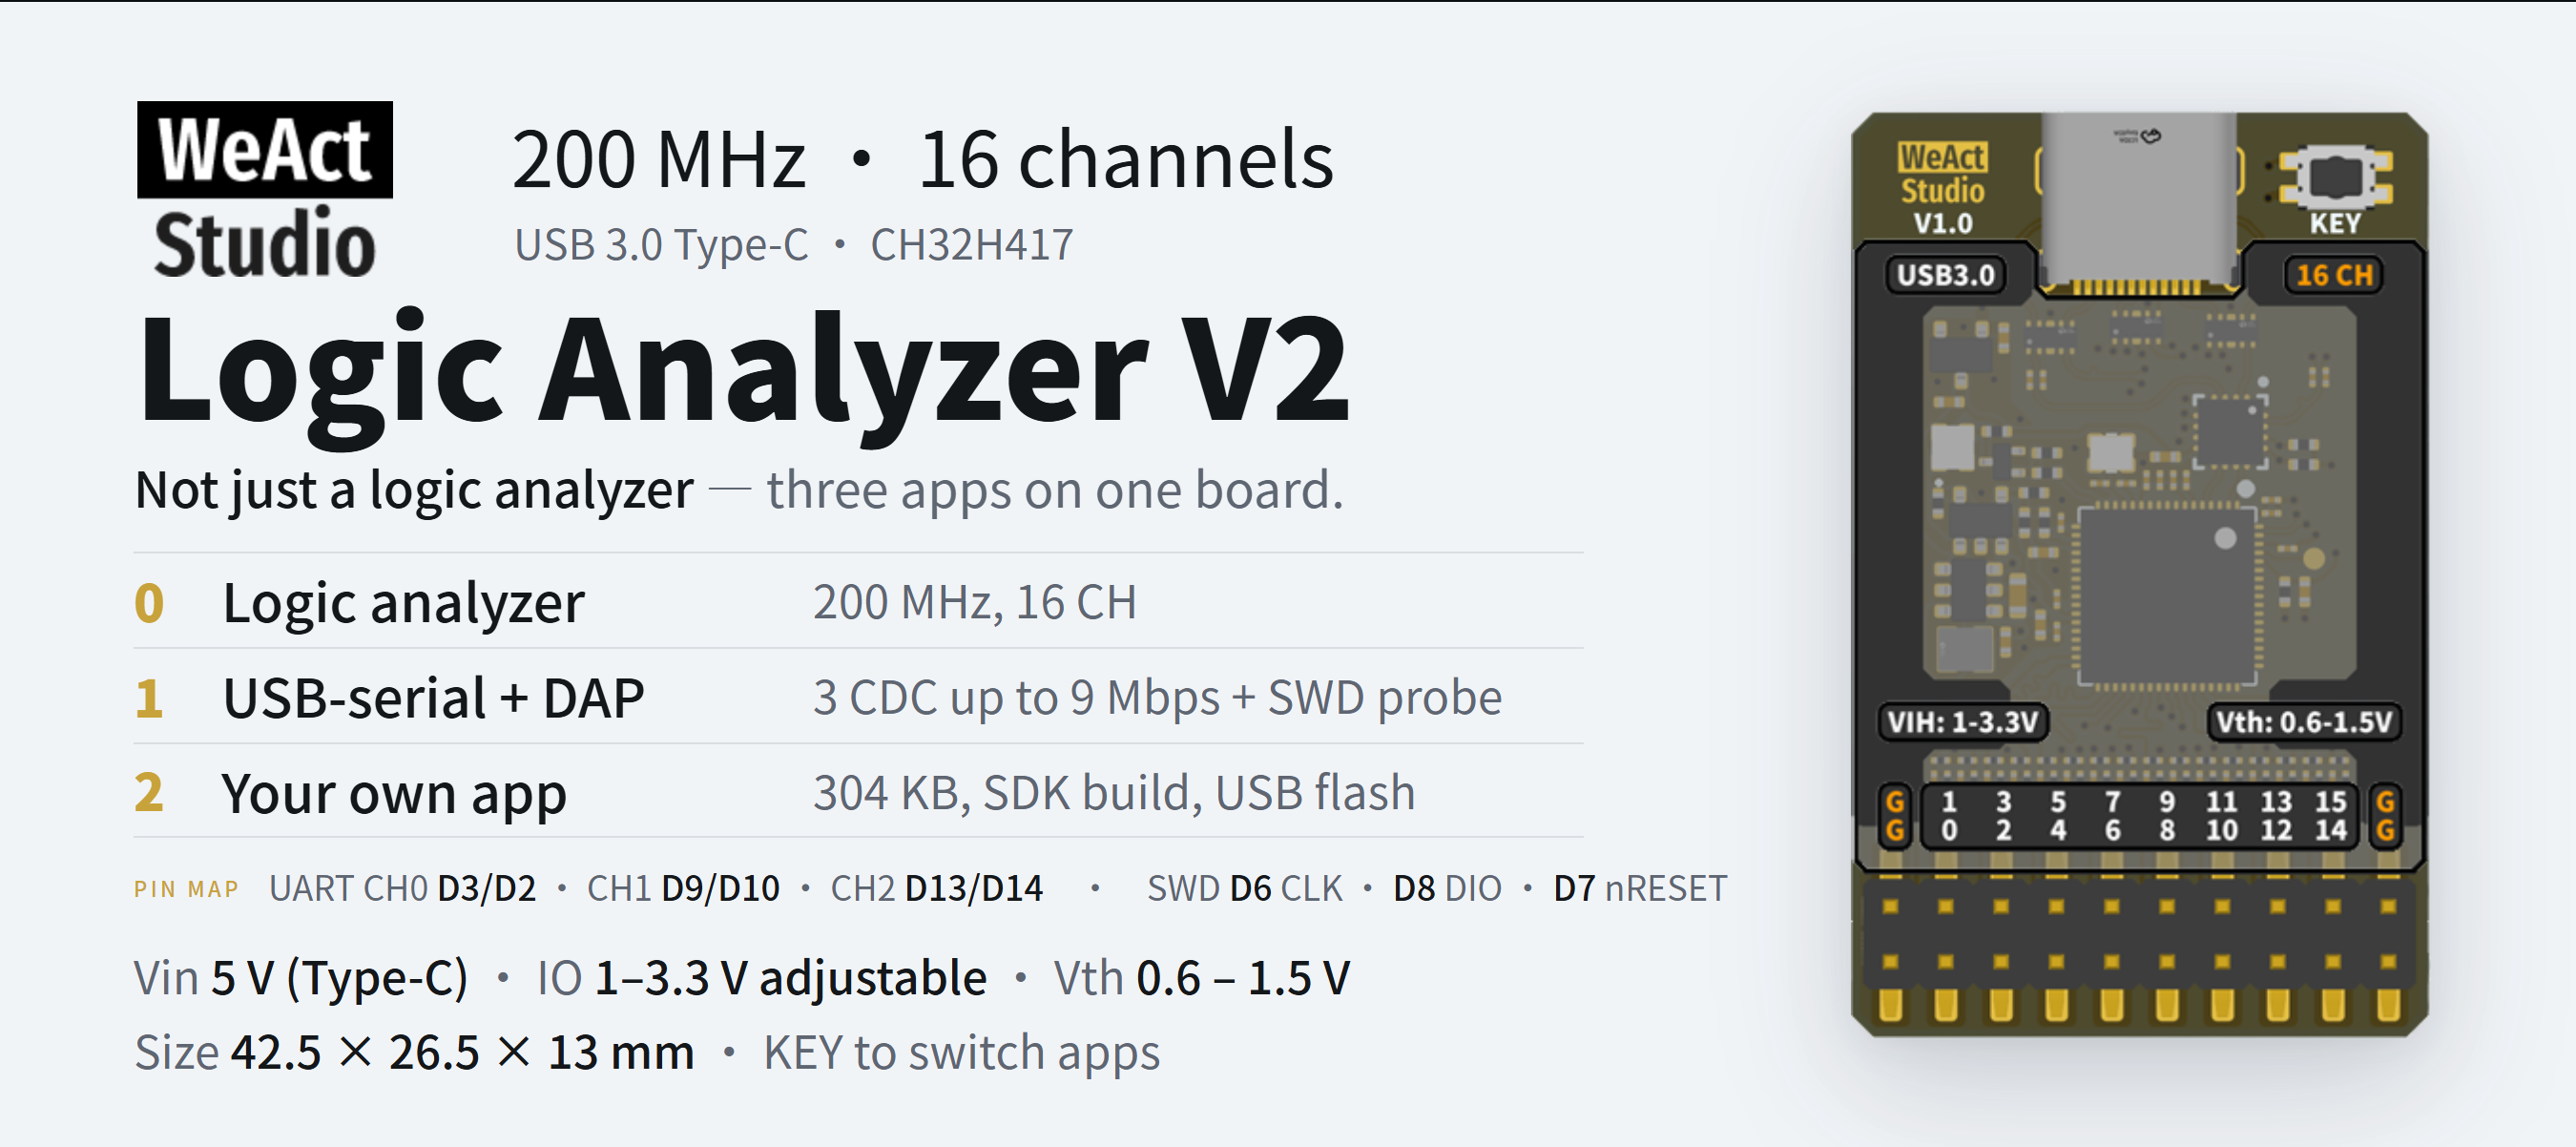 WeAct
Studio
200 MHz • 16 channels
USB 3.0 Type-C • CH32H417
Logic Analyzer V2
Not just a logic analyzer — three apps on one board.
0 Logic analyzer 200 MHz, 16 CH
1 USB-serial + DAP 3 CDC up to 9 Mbps + SWD probe
2 Your own app 304 KB, SDK build, USB flash
PIN MAP UART CH0 D3/D2 • CH1 D9/D10 • CH2 D13/D14 • SWD D6 CLK • D8 DIO • D7 nRESET
Vin 5 V (Type-C) • IO 1–3.3 V adjustable • Vth 0.6 – 1.5 V
Size 42.5 × 26.5 × 13 mm • KEY to switch apps
WeAct
Studio
V1.0
KEY
USB3.0 16 CH
VIH: 1-3.3V Vth: 0.6-1.5V
G 1 3 5 7 9 11 13 15 G
G 0 2 4 6 8 10 12 14 G